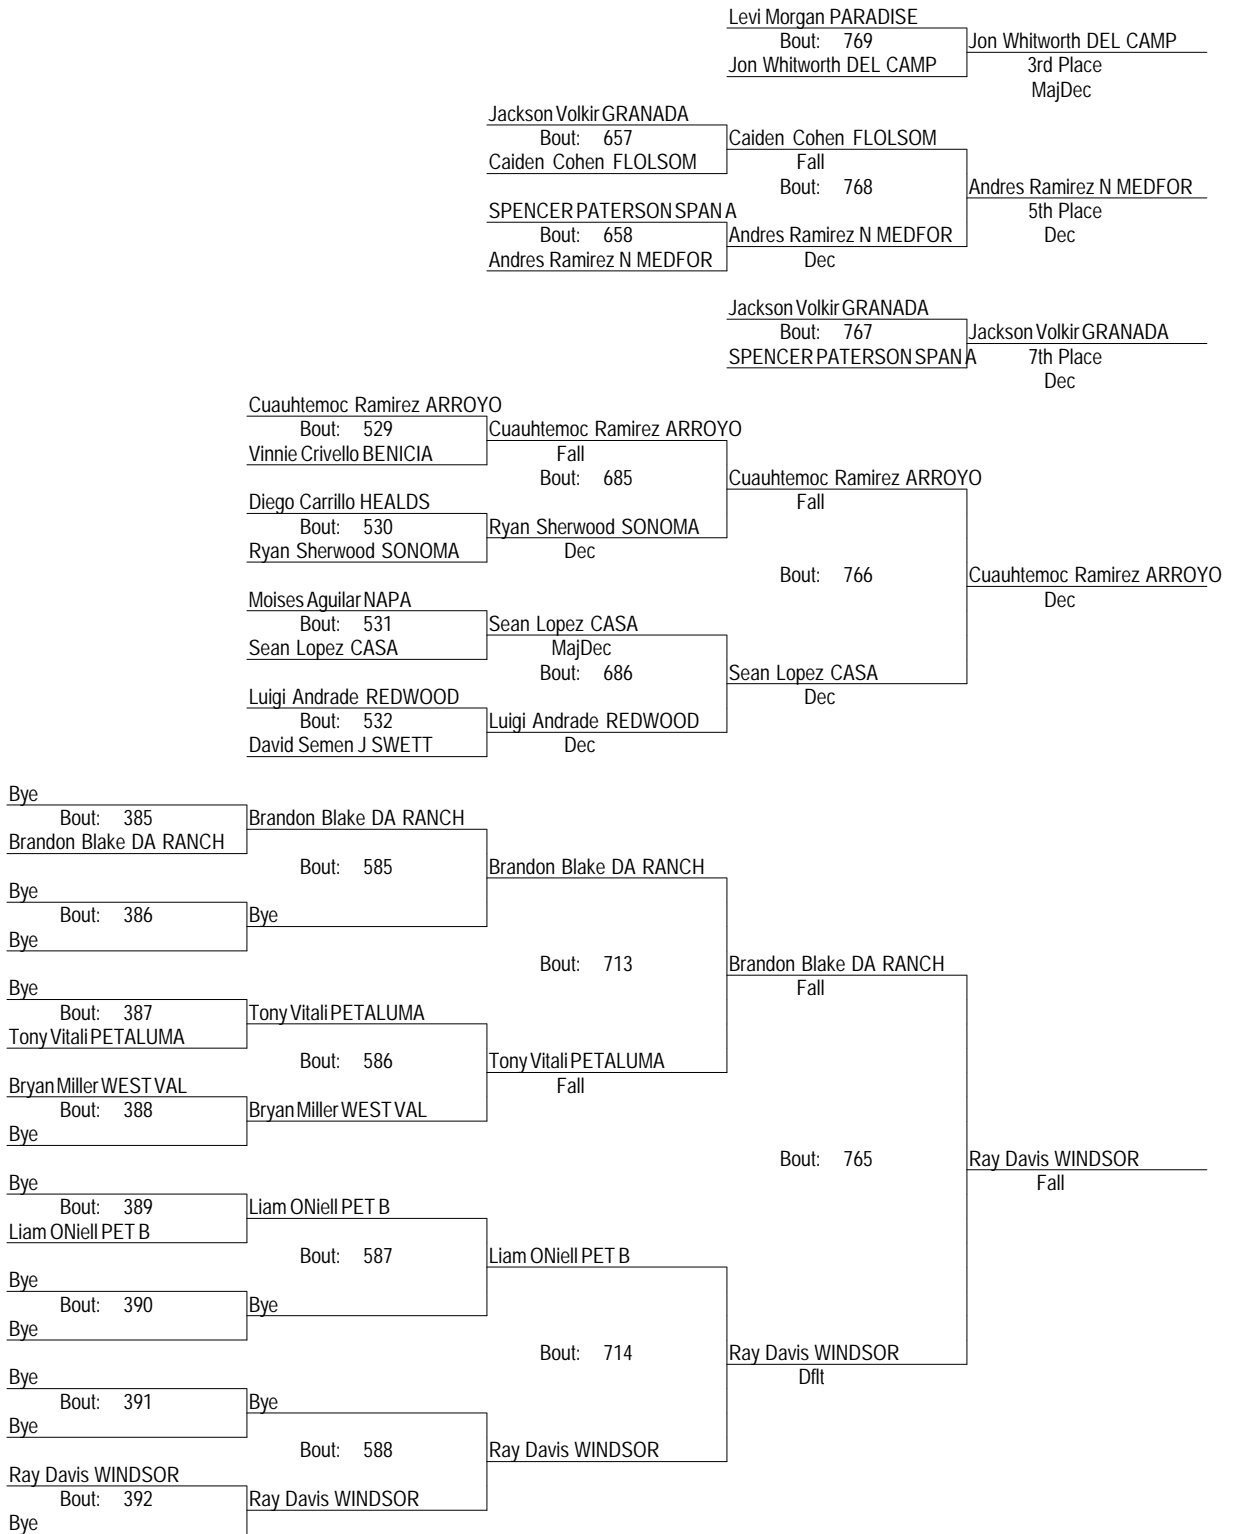 Levi Morgan PARADISE
Bout: 769
Jon Whitworth DEL CAMP
Jon Whitworth DEL CAMP
3rd Place
MajDec
Jackson Volkir GRANADA
Bout: 657
Caiden Cohen FLOLSOM
Caiden Cohen FLOLSOM
Fall
Bout: 768
Andres Ramirez N MEDFOR
5th Place
Dec
SPENCER PATERSON SPAN A
Bout: 658
Andres Ramirez N MEDFOR
Andres Ramirez N MEDFOR
Dec
Jackson Volkir GRANADA
Bout: 767
SPENCER PATERSON SPAN A
Jackson Volkir GRANADA
7th Place
Dec
Cuauhtemoc Ramirez ARROYO
Bout: 529
Vinnie Crivello BENICIA
Cuauhtemoc Ramirez ARROYO
Fall
Bout: 685
Cuauhtemoc Ramirez ARROYO
Fall
Diego Carrillo HEALDS
Bout: 530
Ryan Sherwood SONOMA
Ryan Sherwood SONOMA
Dec
Bout: 766
Cuauhtemoc Ramirez ARROYO
Dec
Moises Aguilar NAPA
Bout: 531
Sean Lopez CASA
Sean Lopez CASA
MajDec
Bout: 686
Sean Lopez CASA
Dec
Luigi Andrade REDWOOD
Bout: 532
David Semen J SWETT
Luigi Andrade REDWOOD
Dec
Bye
Bout: 385
Brandon Blake DA RANCH
Brandon Blake DA RANCH
Bout: 585
Brandon Blake DA RANCH
Bye
Bout: 386
Bye
Bye
Bout: 713
Brandon Blake DA RANCH
Fall
Bye
Bout: 387
Tony Vitali PETALUMA
Tony Vitali PETALUMA
Bout: 586
Tony Vitali PETALUMA
Fall
Bryan Miller WEST VAL
Bout: 388
Bye
Bryan Miller WEST VAL
Bout: 765
Ray Davis WINDSOR
Fall
Bye
Bout: 389
Liam ONiell PET B
Liam ONiell PET B
Bout: 587
Liam ONiell PET B
Bye
Bout: 390
Bye
Bye
Bout: 714
Ray Davis WINDSOR
Dflt
Bye
Bout: 391
Bye
Bye
Bout: 588
Ray Davis WINDSOR
Ray Davis WINDSOR
Bout: 392
Bye
Ray Davis WINDSOR